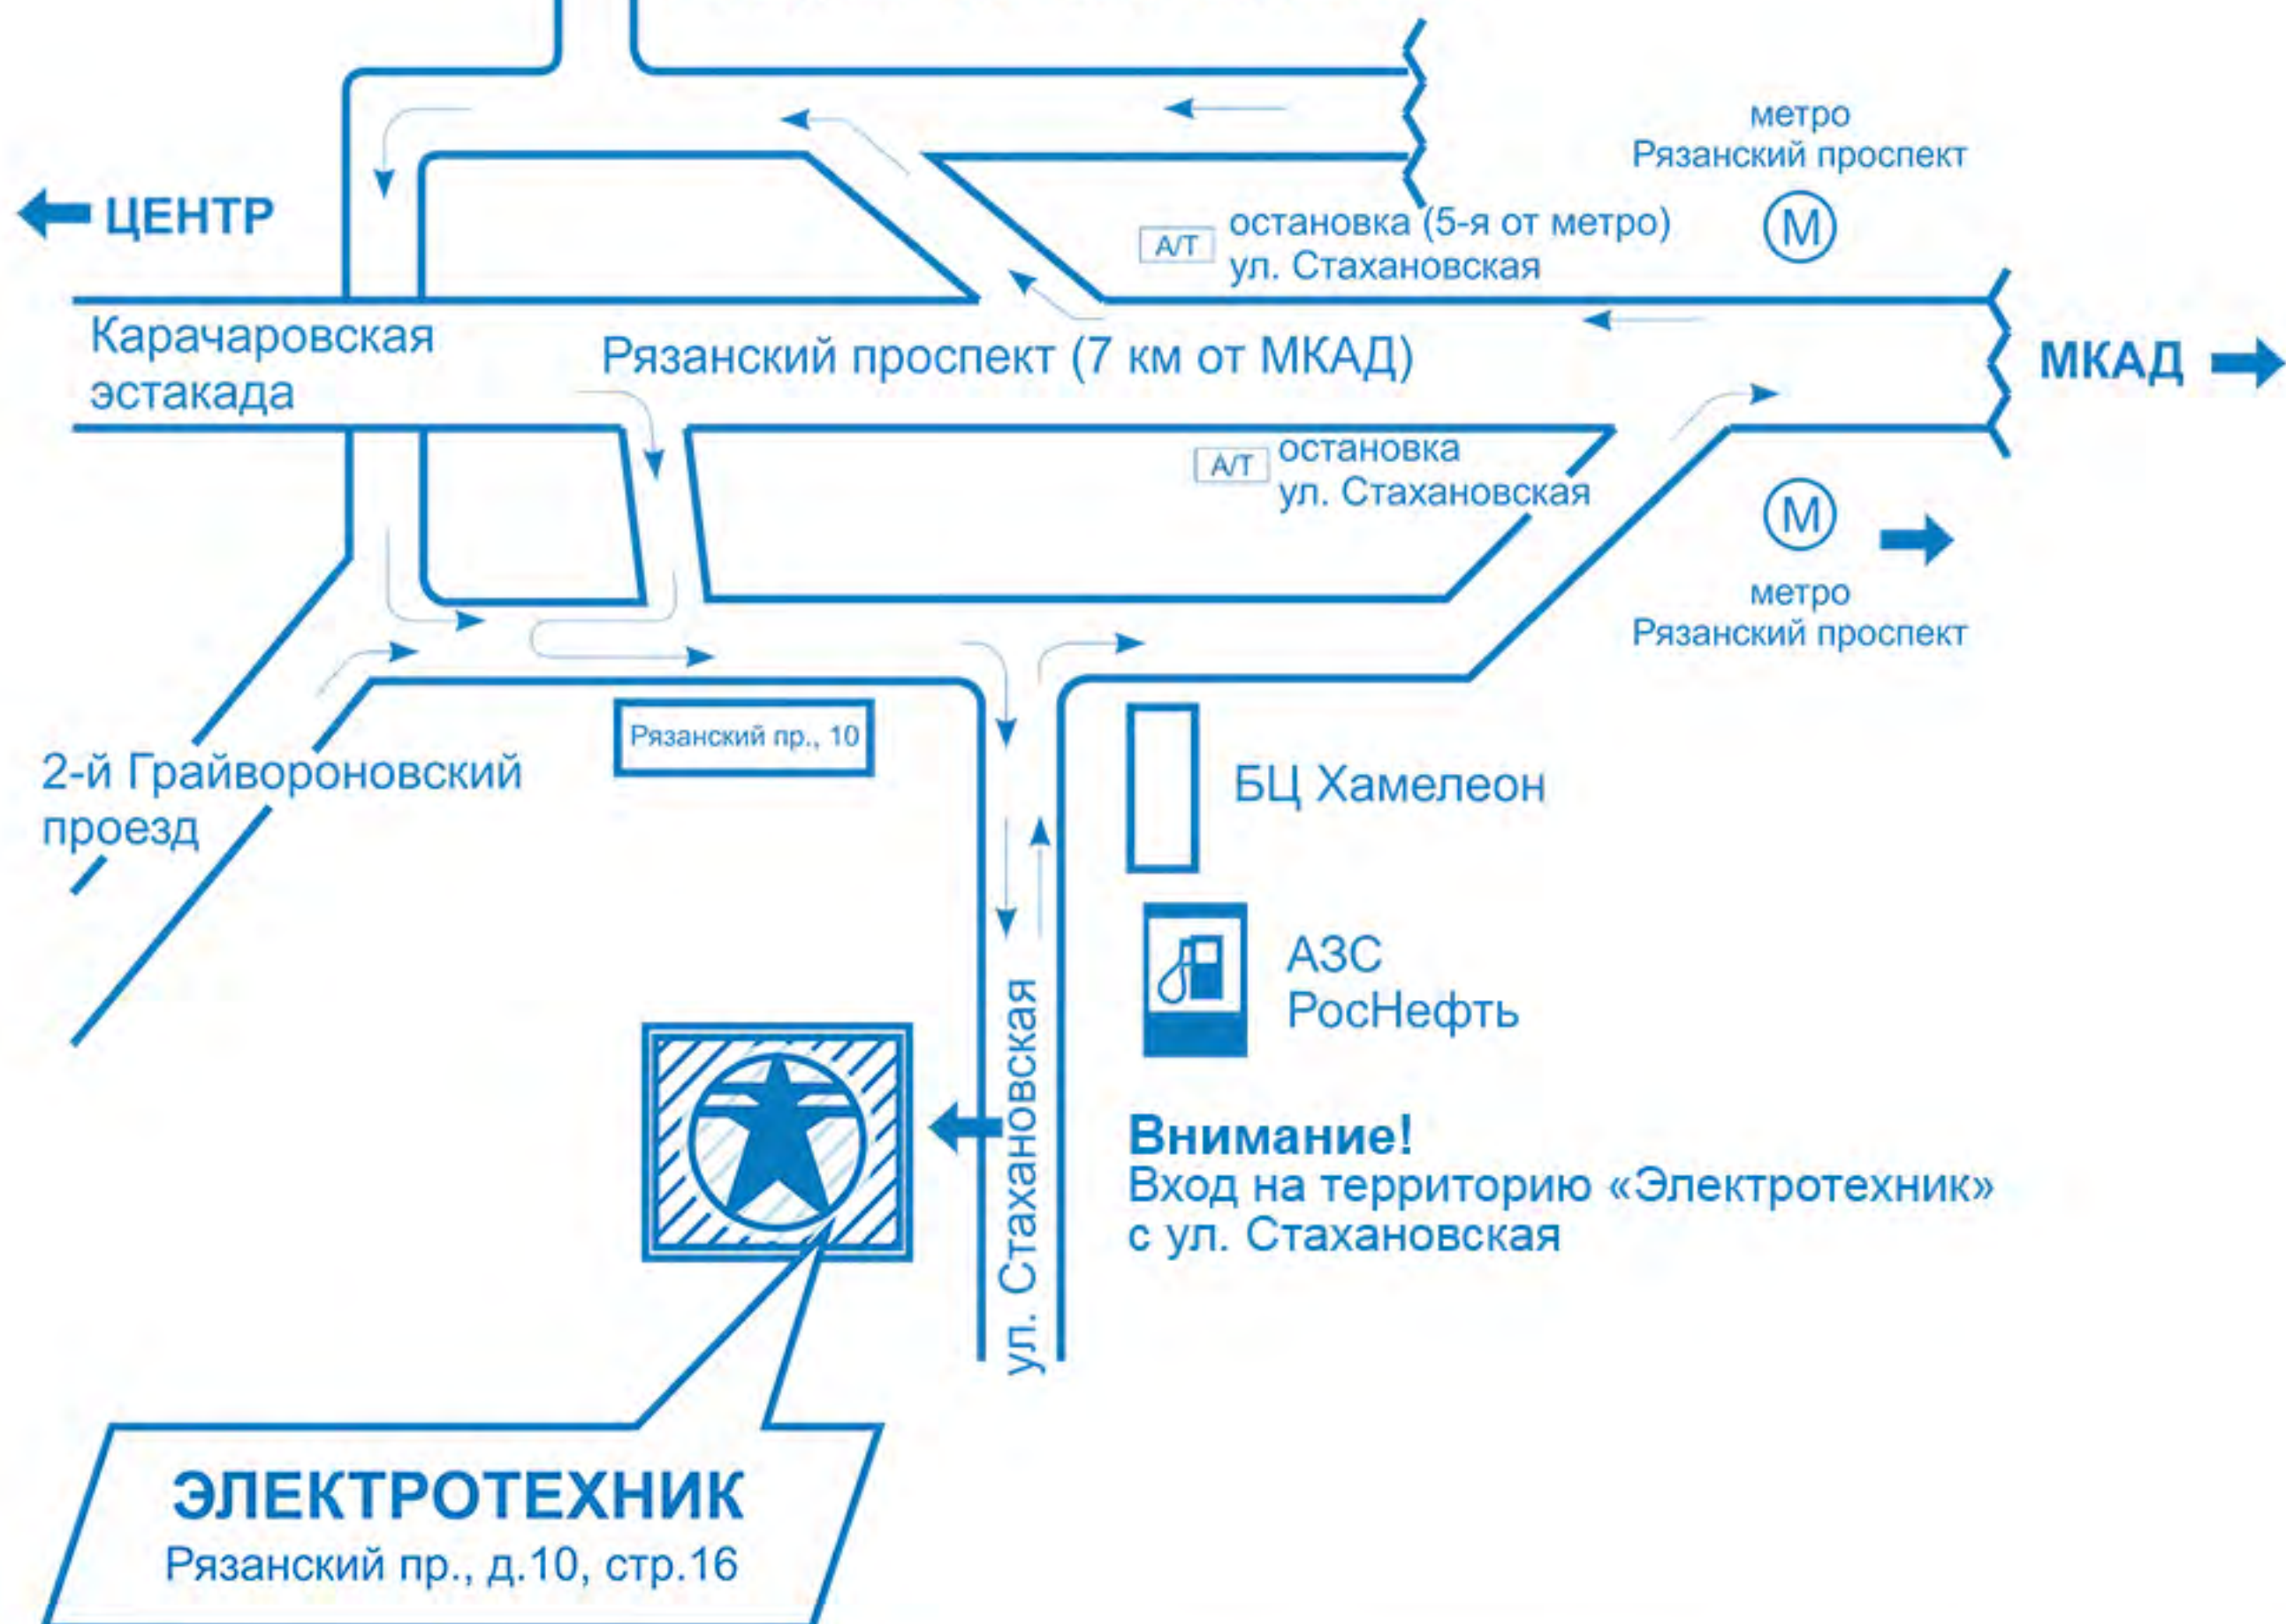 метро
Рязанский проспект
М
ЦЕНТР
А/Т
остановка (5-я от метро)
ул. Стахановская
Карачаровская
эстакада
Рязанский проспект (7 км от МКАД)
МКАД
А/Т
остановка
ул. Стахановская
М
метро
Рязанский проспект
Рязанский пр., 10
2-й Грайвороновский
проезд
БЦ Хамелеон
АЗС
РосНефть
ул. Стахановская
Внимание!
Вход на территорию «Электротехник»
с ул. Стахановская
ЭЛЕКТРОТЕХНИК
Рязанский пр., д.10, стр.16